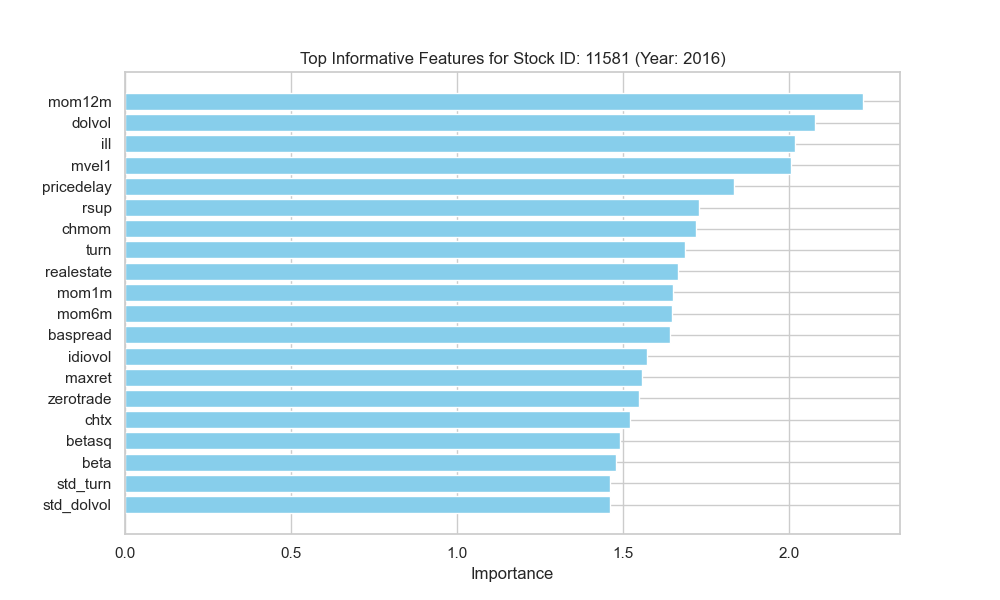 Top Informative Features for Stock ID: 11581 (Year: 2016)
mom12m
dolvol
ill
mvel1
pricedelay
rsup
chmom
turn
realestate
mom1m
mom6m
baspread
idiovol
maxret
zerotrade
chtx
betasq
beta
std_turn
std_dolvol
0.0 0.5 1.0 1.5 2.0
Importance